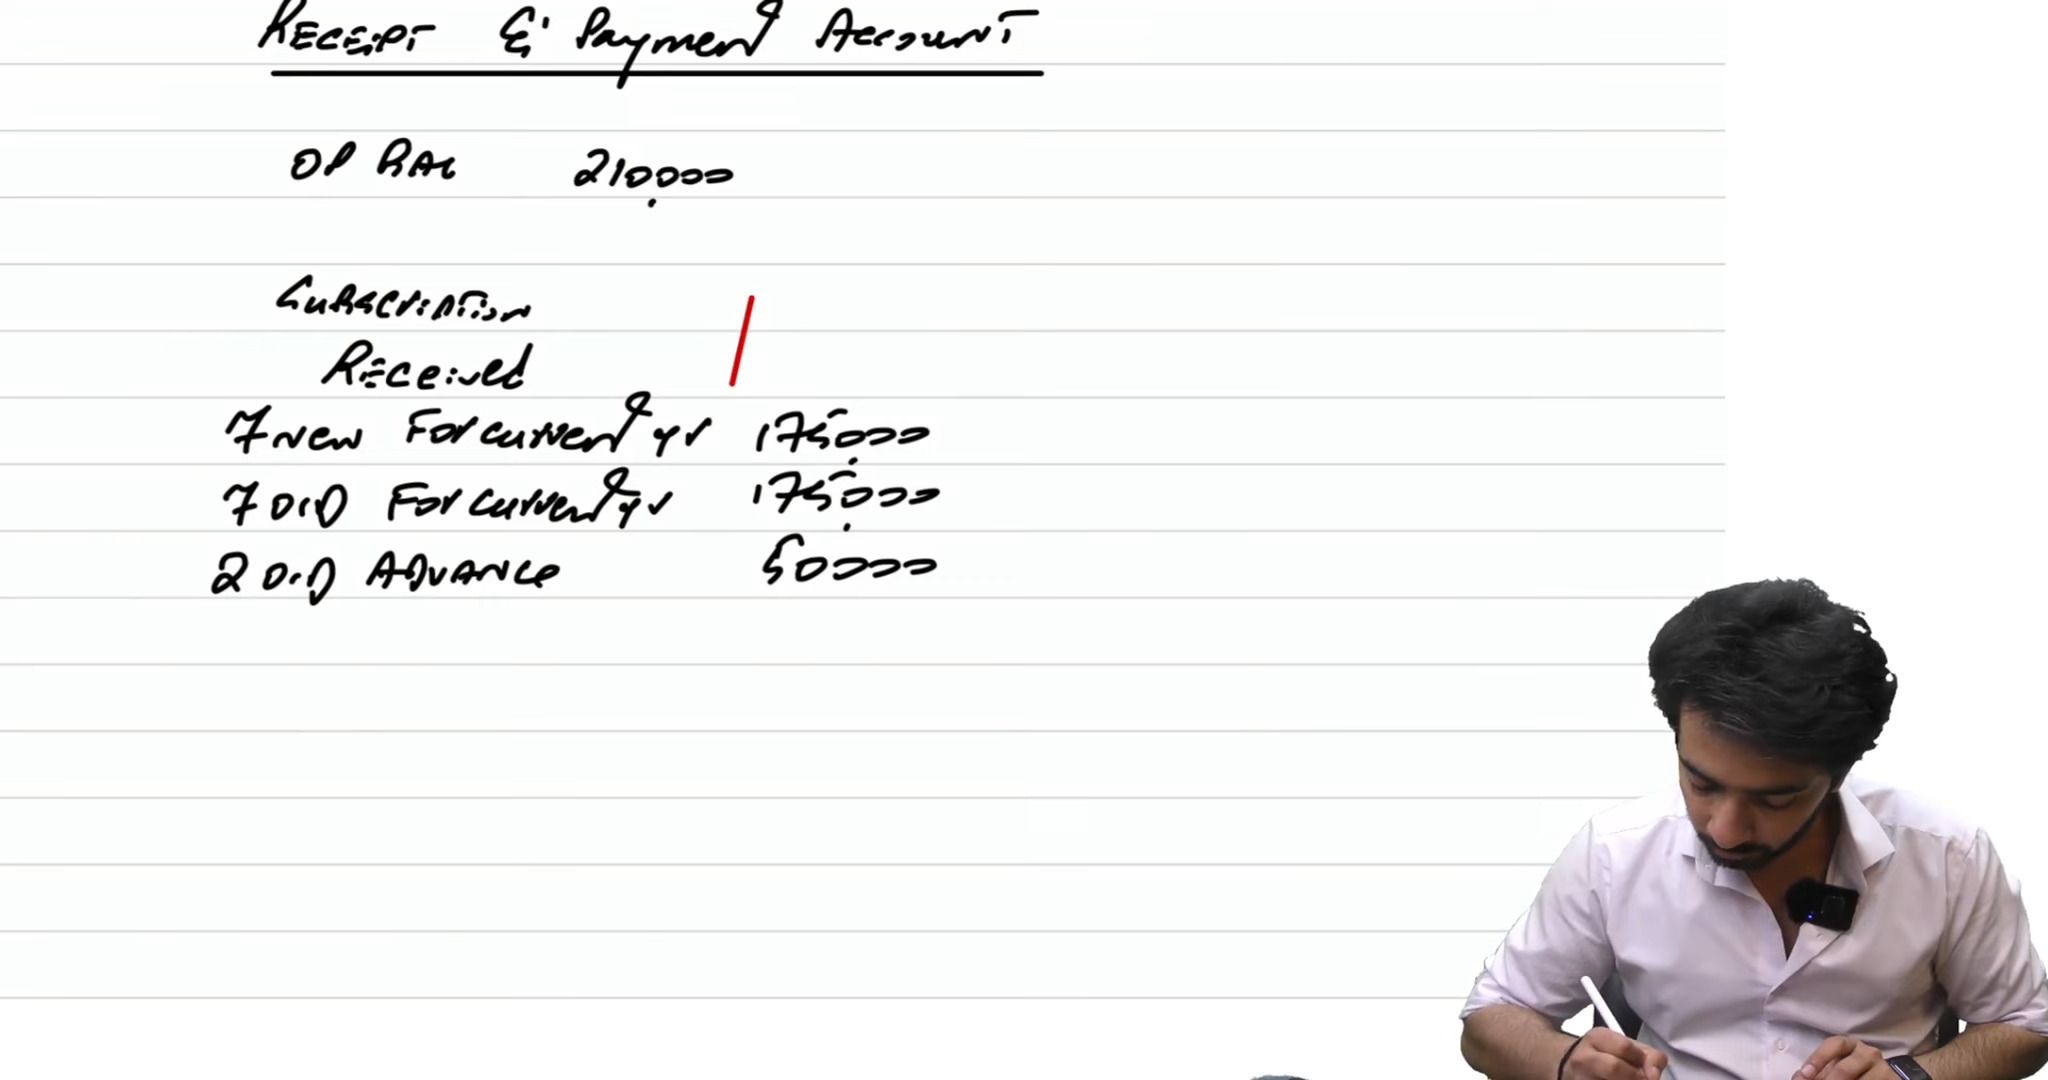 Receipt & Payment Account
OP BAL 210000
Subscription
Received
7 new For current yr 175000
7 old For current yr 175000
2 old Advance 50000